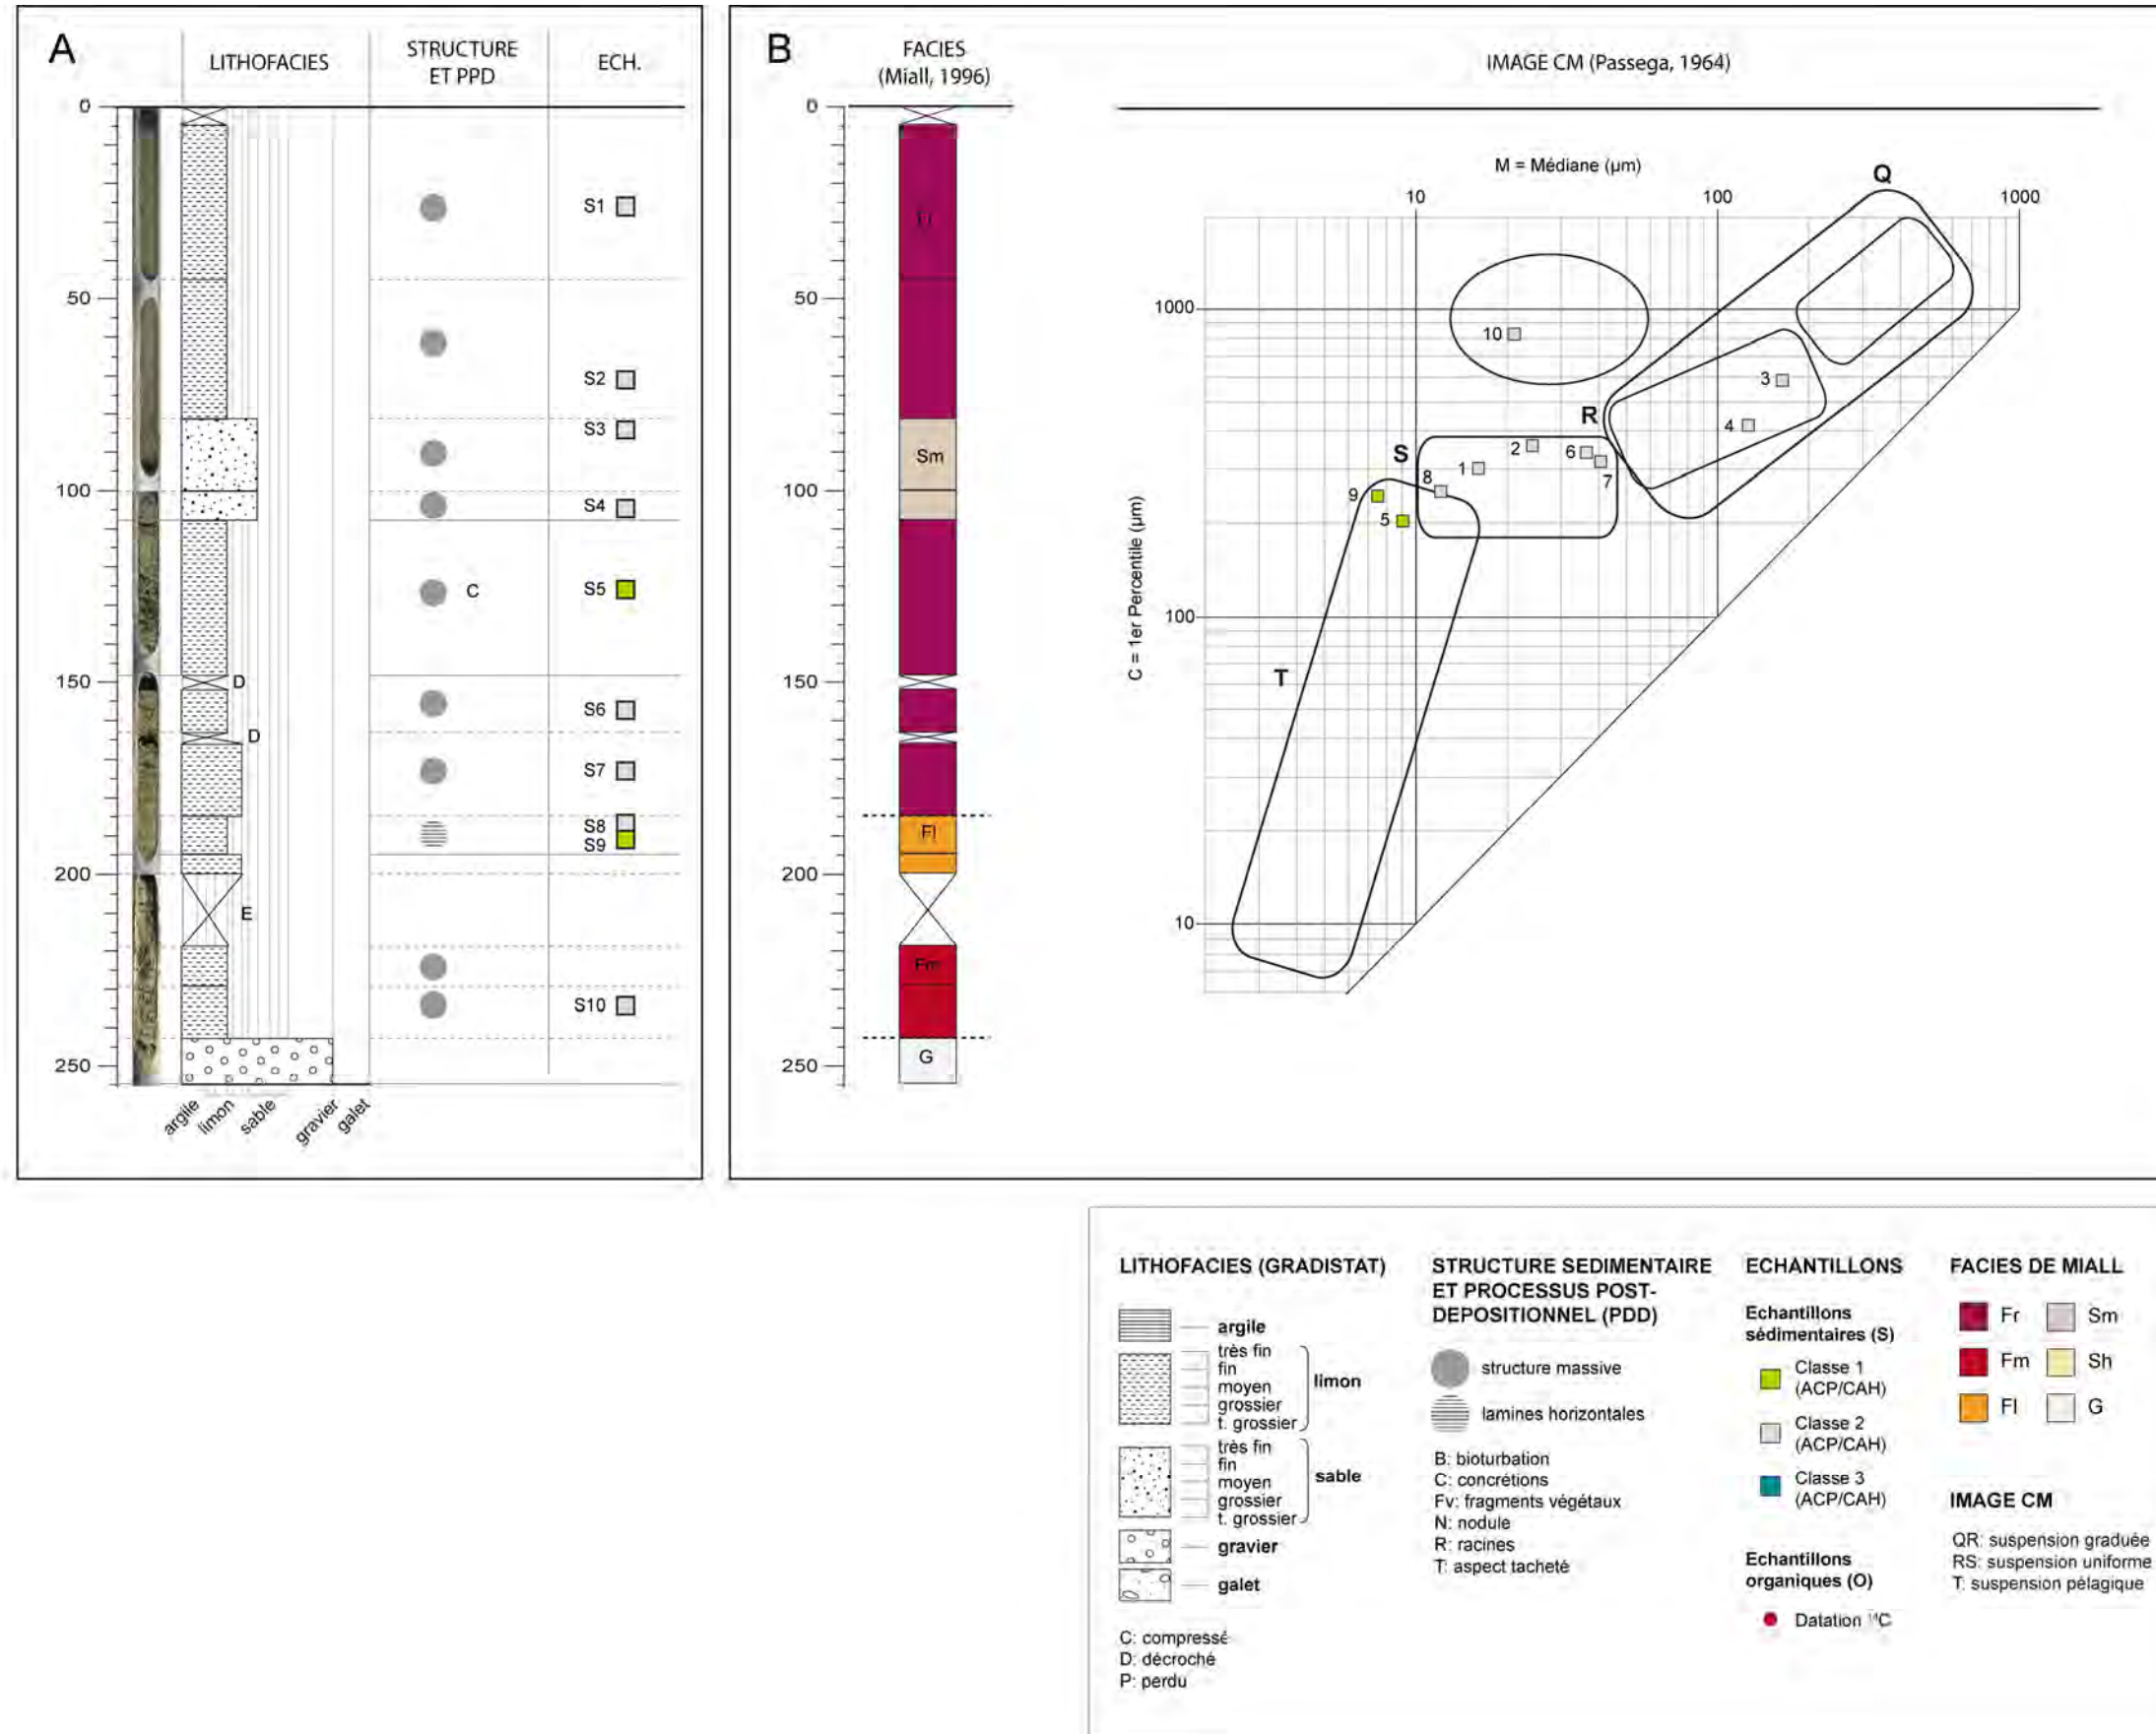 A
LITHOFACIES
STRUCTURE
ET PPD
ECH.
0
50
100
150
200
250
S1
S2
S3
S4
C
S5
D
S6
D
S7
S8
S9
E
S10
argile
limon
sable
gravier
galet
B
FACIES
(Miall, 1996)
0
50
100
150
200
250
Fr
Sm
Fl
Fm
G
IMAGE CM (Passega, 1964)
M = Médiane (µm)
10
100
1000
C = 1er Percentile (µm)
1000
100
10
Q
R
S
T
10
3
4
2
6
7
1
8
9
5
LITHOFACIES (GRADISTAT)
argile
très fin
fin
moyen
grossier
t. grossier
limon
très fin
fin
moyen
grossier
t. grossier
sable
gravier
galet
C: compressé
D: décroché
P: perdu
STRUCTURE SEDIMENTAIRE
ET PROCESSUS POST-
DEPOSITIONNEL (PDD)
structure massive
lamines horizontales
B: bioturbation
C: concrétions
Fv: fragments végétaux
N: nodule
R: racines
T: aspect tacheté
ECHANTILLONS
Echantillons
sédimentaires (S)
Classe 1
(ACP/CAH)
Classe 2
(ACP/CAH)
Classe 3
(ACP/CAH)
Echantillons
organiques (O)
Datation ¹⁴C
FACIES DE MIALL
Fr
Sm
Fm
Sh
Fl
G
IMAGE CM
QR: suspension graduée
RS: suspension uniforme
T: suspension pélagique